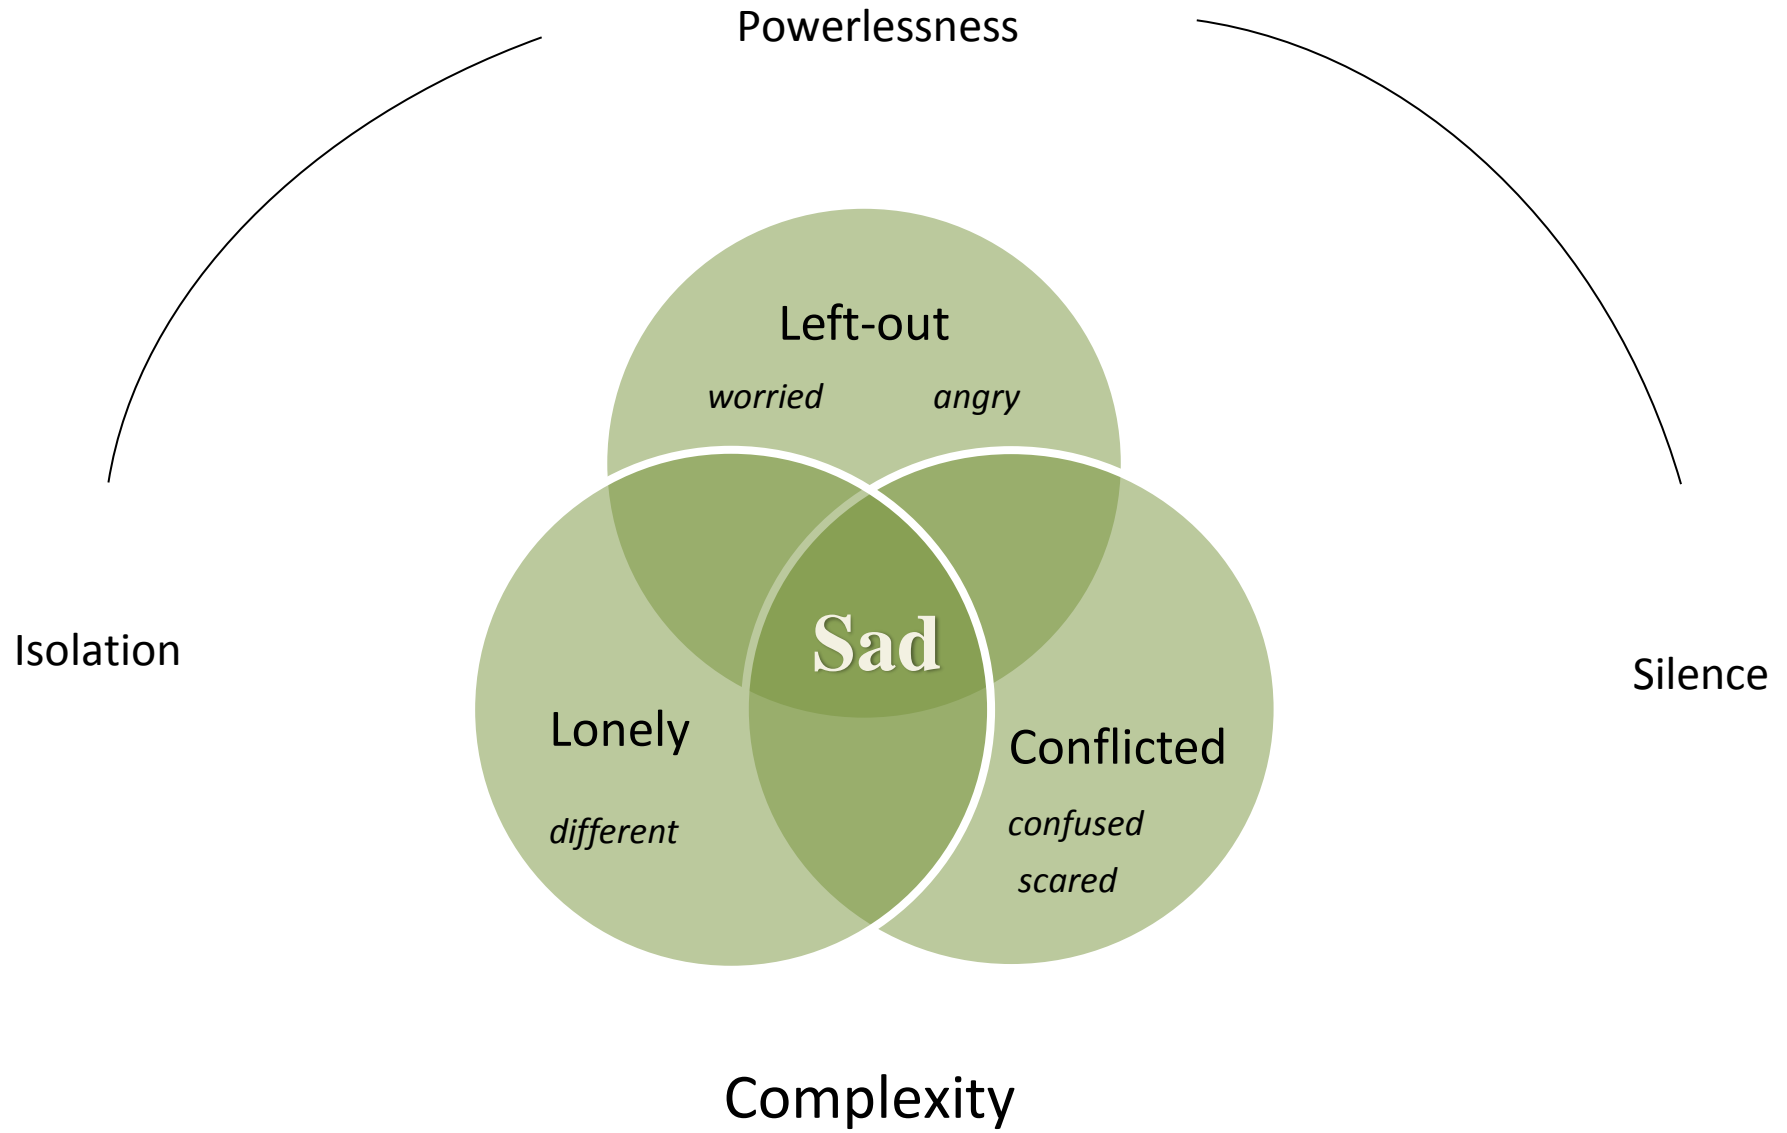 Powerlessness
Left-out
worried angry
Sad
Isolation
Silence
Lonely
Conflicted
different
confused
scared
Complexity